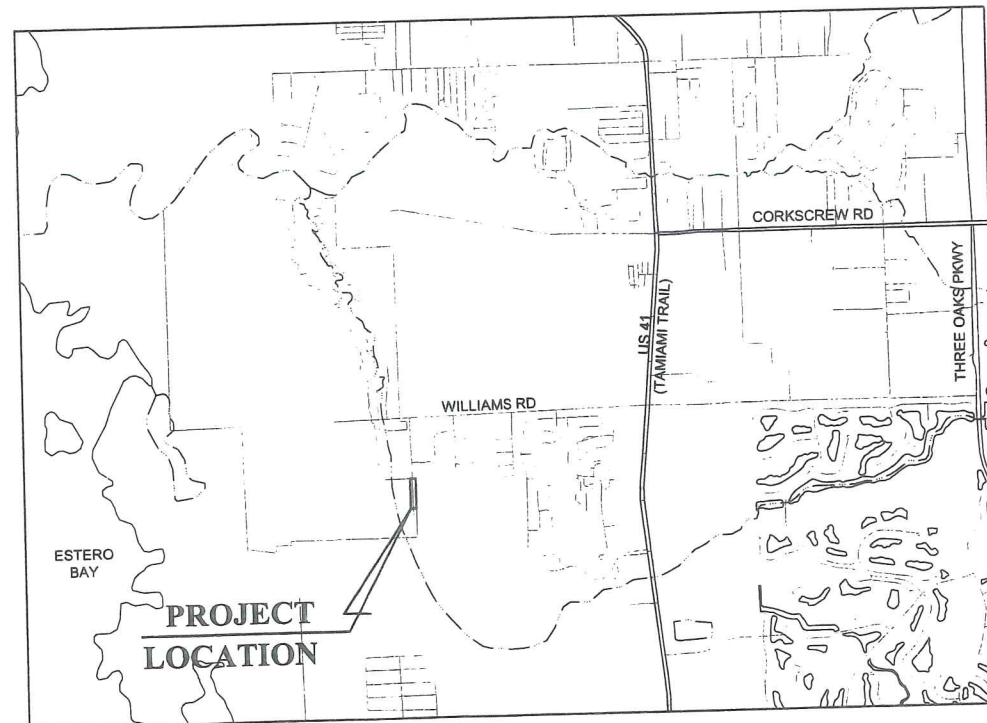 CORKSCREW RD
US 41
(TAMIAMI TRAIL)
THREE OAKS PKWY
WILLIAMS RD
ESTERO
BAY
PROJECT
LOCATION